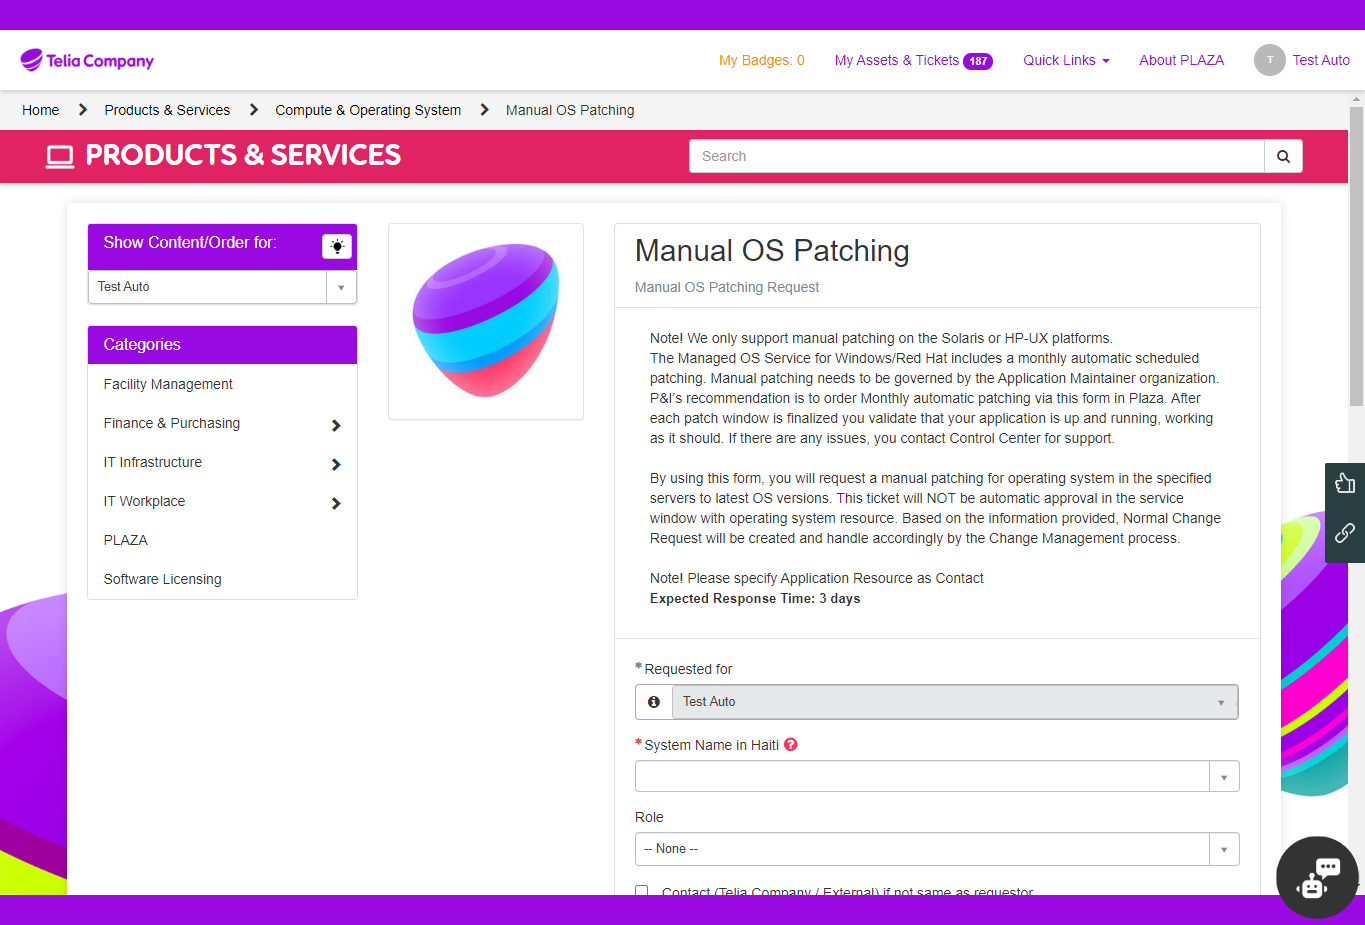 Telia Company
My Badges: 0
My Assets & Tickets 187
Quick Links
About PLAZA
T
Test Auto
Home
Products & Services
Compute & Operating System
Manual OS Patching
PRODUCTS & SERVICES
Search
Show Content/Order for:
Test Auto
Categories
Facility Management
Finance & Purchasing
IT Infrastructure
IT Workplace
PLAZA
Software Licensing
Manual OS Patching
Manual OS Patching Request
Note! We only support manual patching on the Solaris or HP-UX platforms.
The Managed OS Service for Windows/Red Hat includes a monthly automatic scheduled
patching. Manual patching needs to be governed by the Application Maintainer organization.
P&I's recommendation is to order Monthly automatic patching via this form in Plaza. After
each patch window is finalized you validate that your application is up and running, working
as it should. If there are any issues, you contact Control Center for support.
By using this form, you will request a manual patching for operating system in the specified
servers to latest OS versions. This ticket will NOT be automatic approval in the service
window with operating system resource. Based on the information provided, Normal Change
Request will be created and handle accordingly by the Change Management process.
Note! Please specify Application Resource as Contact
Expected Response Time: 3 days
* Requested for
Test Auto
* System Name in Haiti
Role
-- None --
Contact (Telia Company / External) if not same as requestor